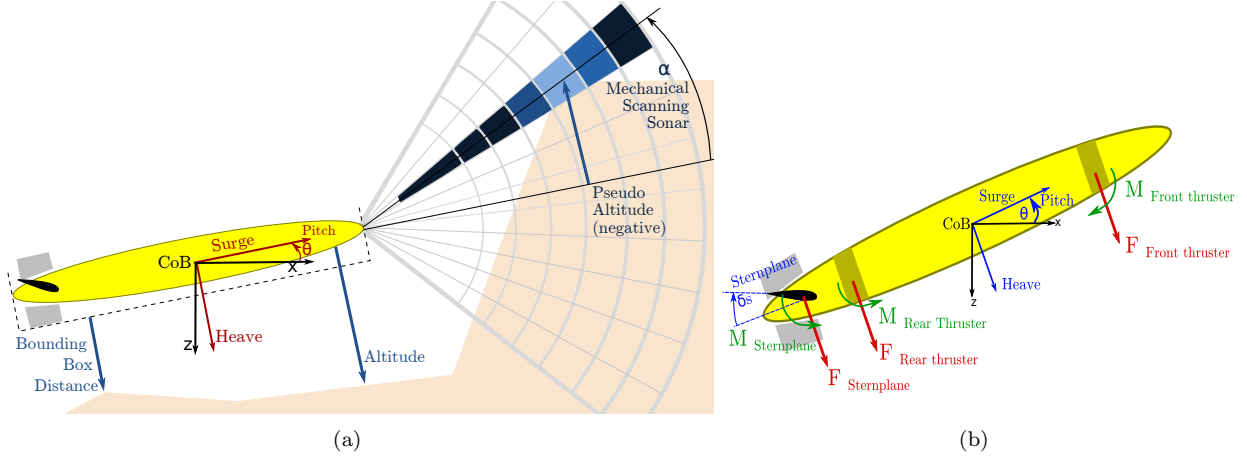 α
Mechanical
Scanning
Sonar
Pseudo
Altitude
(negative)
Surge
Pitch
θ
CoB
x
Heave
z
Bounding
Box
Distance
Altitude
(a)
M Front thruster
Surge
Pitch
θ
CoB
x
F Front thruster
Sternplane
Heave
z
δs
M Rear Thruster
M Sternplane
F Rear thruster
F Sternplane
(b)